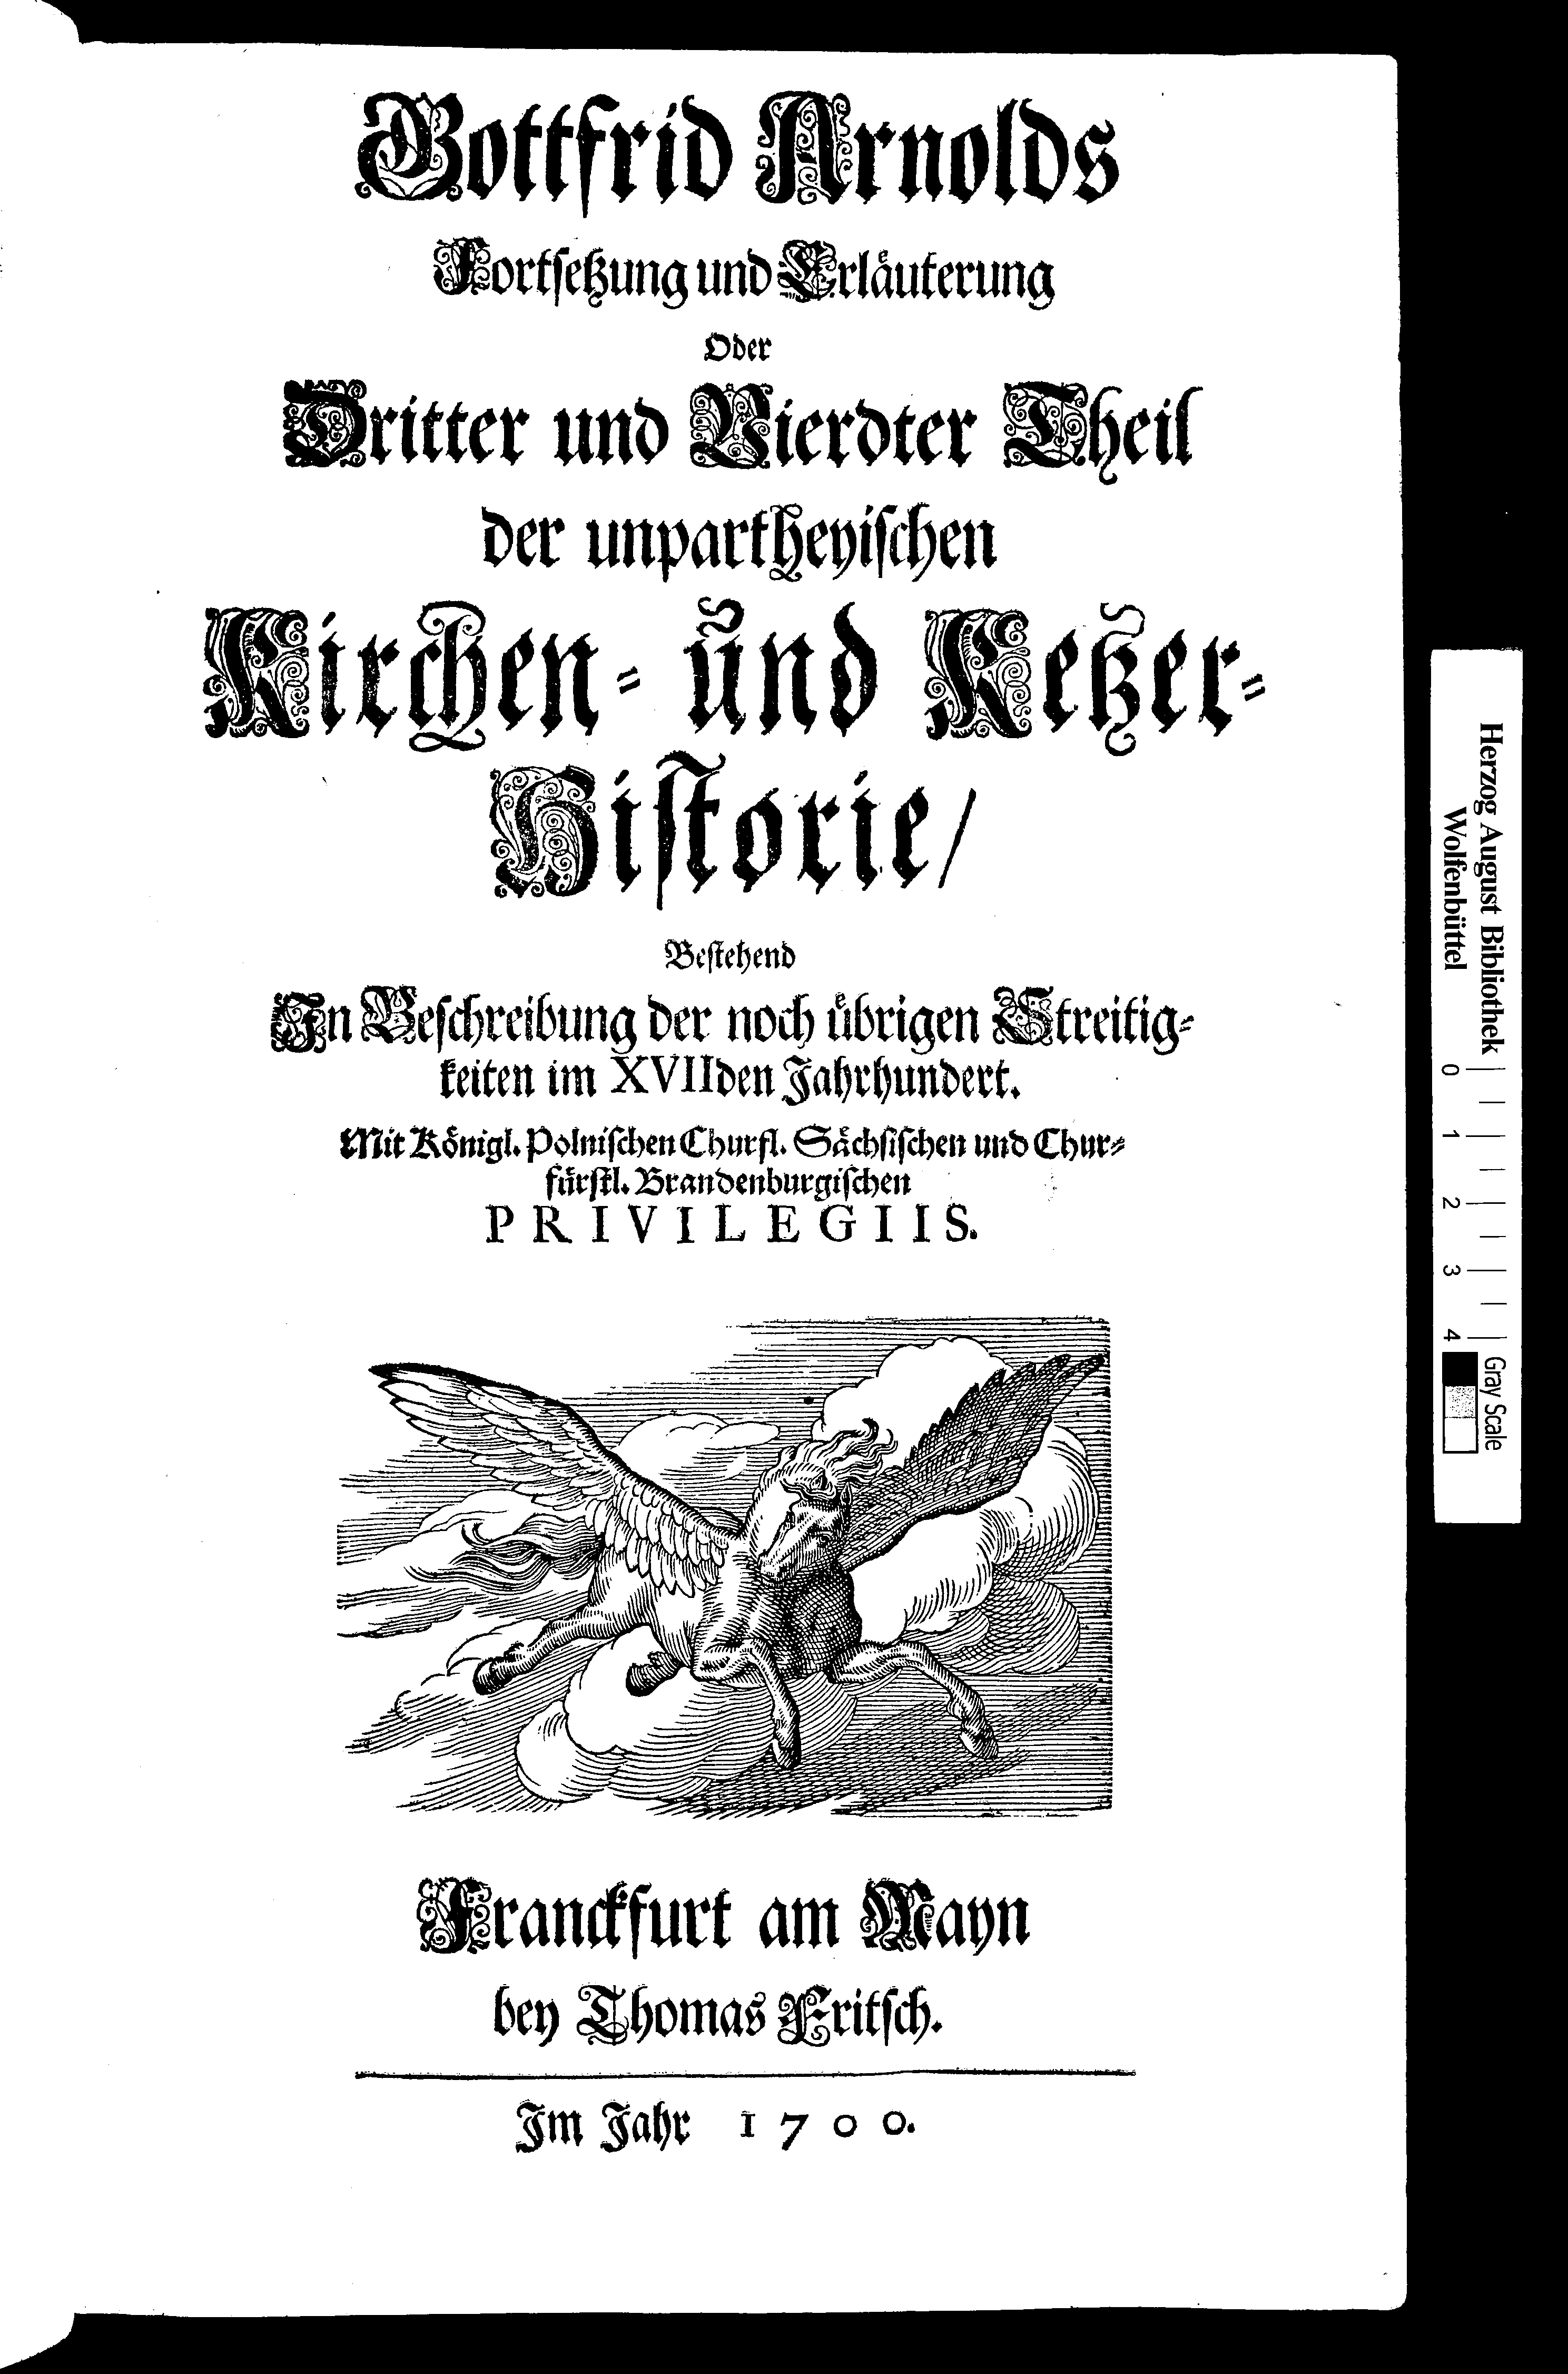 Gottfrid Arnolds
Fortsetzung und Erläuterung
Oder
Dritter und Vierdter Theil
der unpartheyischen
Kirchen- und Ketzer-
Historie/
Bestehend
In Beschreibung der noch übrigen Streitig-
keiten im XVIIden Jahrhundert.
Mit Königl. Polnischen Churfl. Sächsischen und Chur-
fürstl. Brandenburgischen
PRIVILEGIIS.
Franckfurt am Mayn
bey Thomas Fritsch.
Im Jahr 1700.
Herzog August Bibliothek
Wolfenbüttel
0 1 2 3 4
Gray Scale